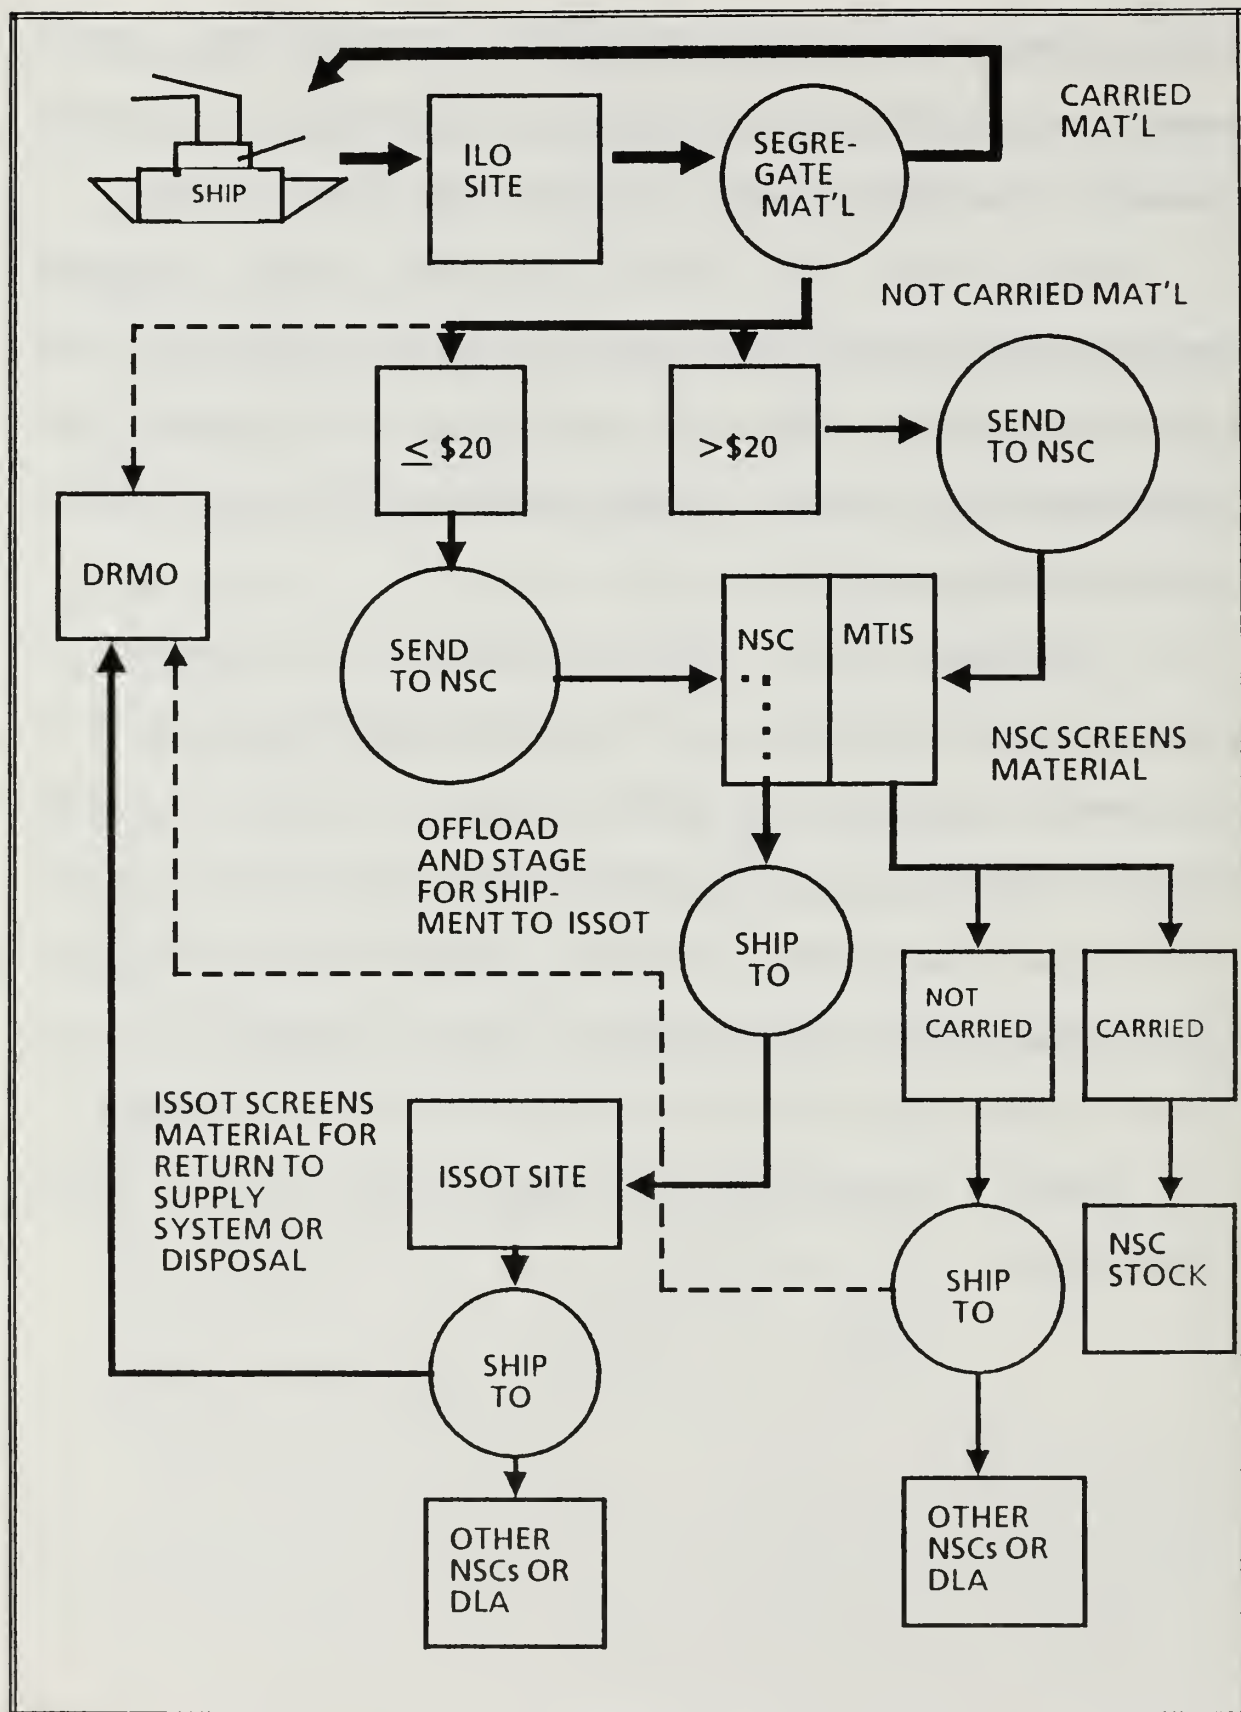 CARRIED
MAT'L
SHIP
ILO
SITE
SEGRE-
GATE
MAT'L
NOT CARRIED MAT'L
≤ $20
>$20
SEND
TO NSC
DRMO
SEND
TO NSC
NSC
MTIS
NSC SCREENS
MATERIAL
OFFLOAD
AND STAGE
FOR SHIP-
MENT TO ISSOT
SHIP
TO
NOT
CARRIED
CARRIED
ISSOT SCREENS
MATERIAL FOR
RETURN TO
SUPPLY
SYSTEM OR
DISPOSAL
ISSOT SITE
SHIP
TO
NSC
STOCK
SHIP
TO
OTHER
NSCs OR
DLA
OTHER
NSCs OR
DLA